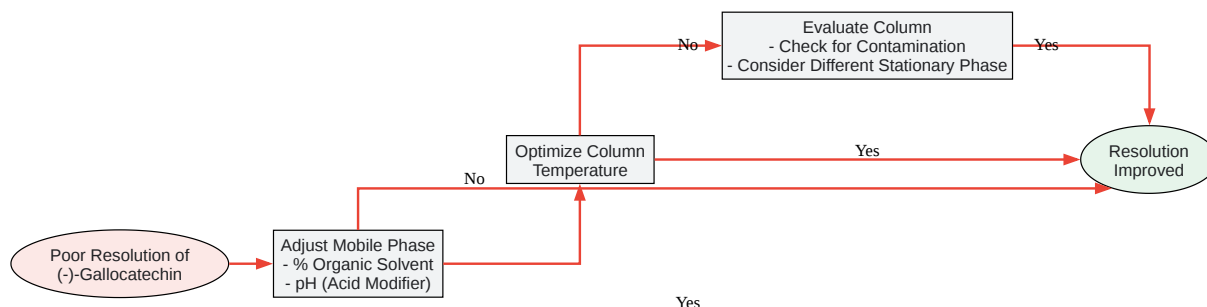 Evaluate Column
- Check for Contamination
- Consider Different Stationary Phase
No
Yes
Optimize Column
Temperature
Yes
Resolution
Improved
No
Poor Resolution of
(-)-Gallocatechin
Adjust Mobile Phase
- % Organic Solvent
- pH (Acid Modifier)
Yes